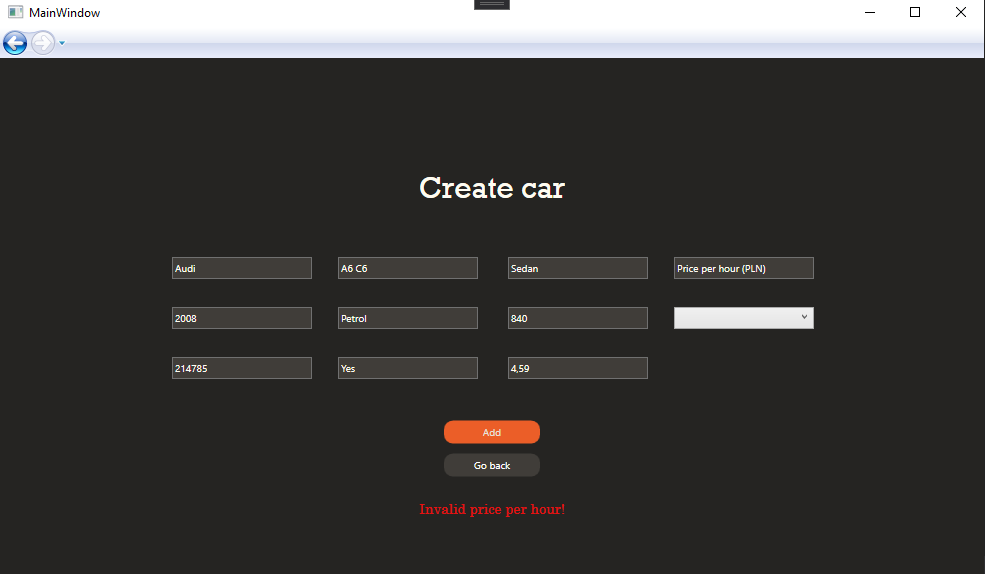 MainWindow
Create car
Audi
A6 C6
Sedan
Price per hour (PLN)
2008
Petrol
840
214785
Yes
4,59
Add
Go back
Invalid price per hour!